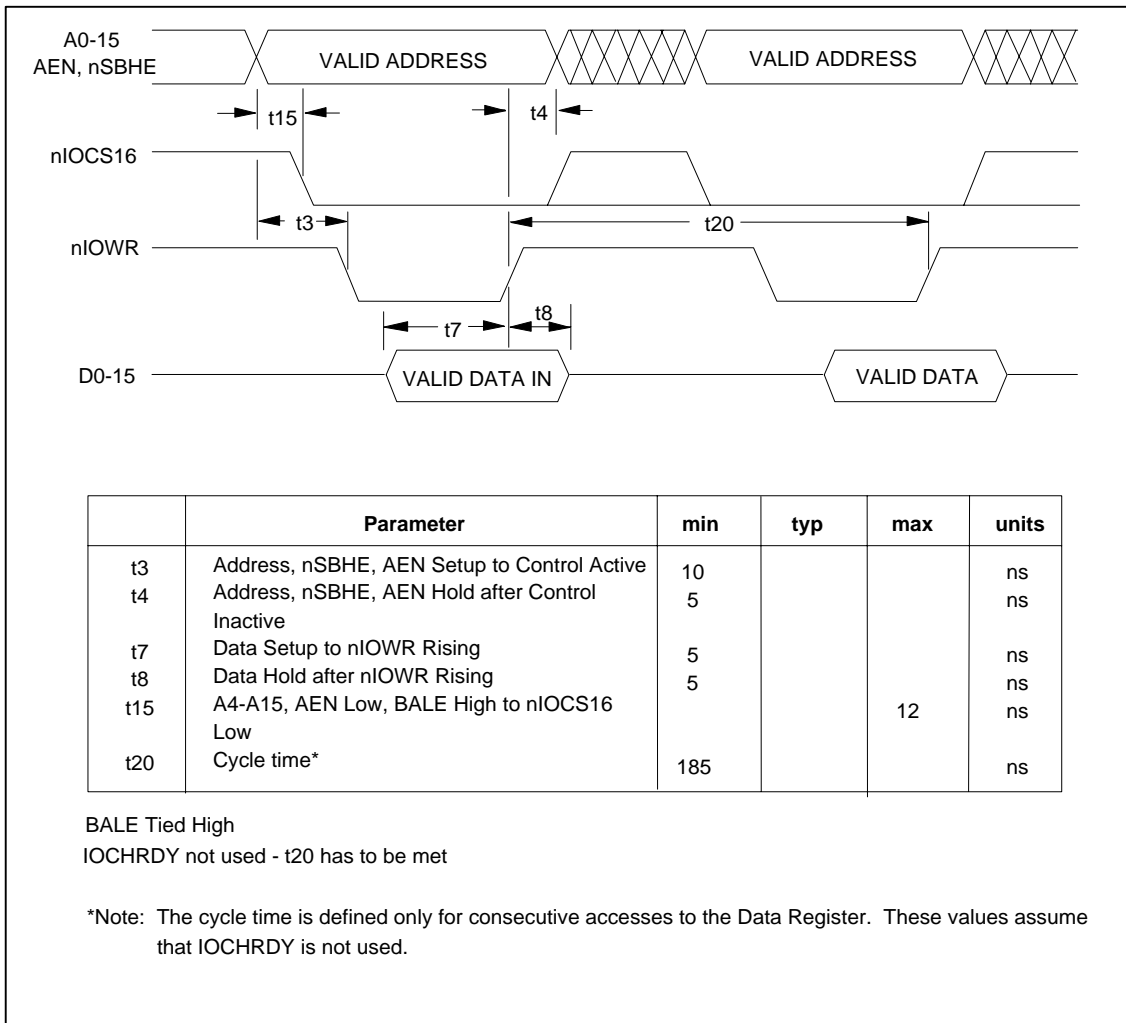 A0-15
AEN, nSBHE
VALID ADDRESS
VALID ADDRESS
t15
t4
nIOCS16
t3
t20
nIOWR
t7
t8
D0-15
VALID DATA IN
VALID DATA
Parameter min typ max units
t3 Address, nSBHE, AEN Setup to Control Active 10 ns
t4 Address, nSBHE, AEN Hold after Control 5 ns
Inactive
t7 Data Setup to nIOWR Rising 5 ns
t8 Data Hold after nIOWR Rising 5 ns
t15 A4-A15, AEN Low, BALE High to nIOCS16 12 ns
Low
t20 Cycle time* 185 ns
BALE Tied High
IOCHRDY not used - t20 has to be met
*Note: The cycle time is defined only for consecutive accesses to the Data Register. These values assume
that IOCHRDY is not used.